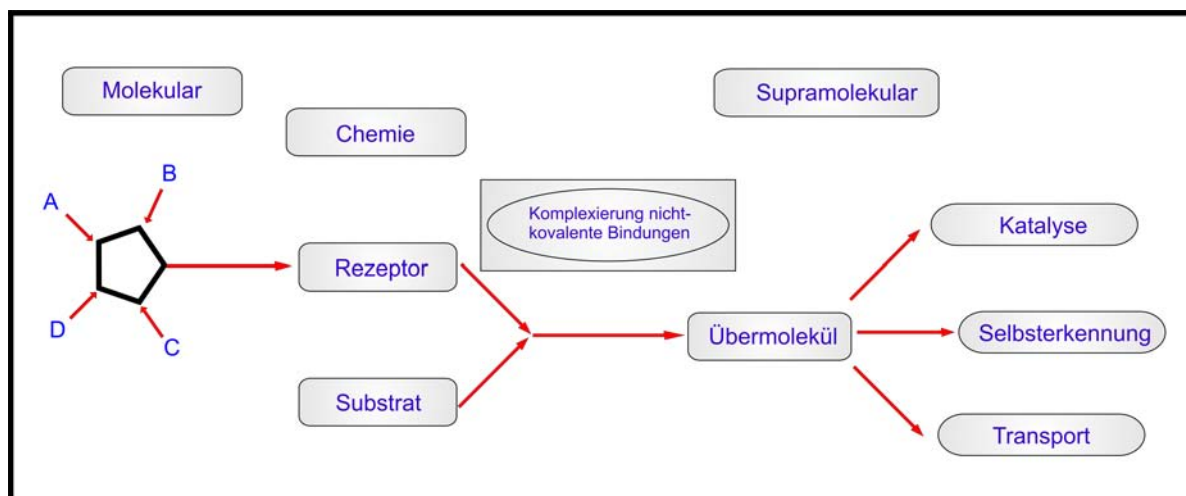 Molekular
Supramolekular
Chemie
B
A
Komplexierung nicht-
kovalente Bindungen
Katalyse
Rezeptor
D
C
Übermolekül
Selbsterkennung
Substrat
Transport